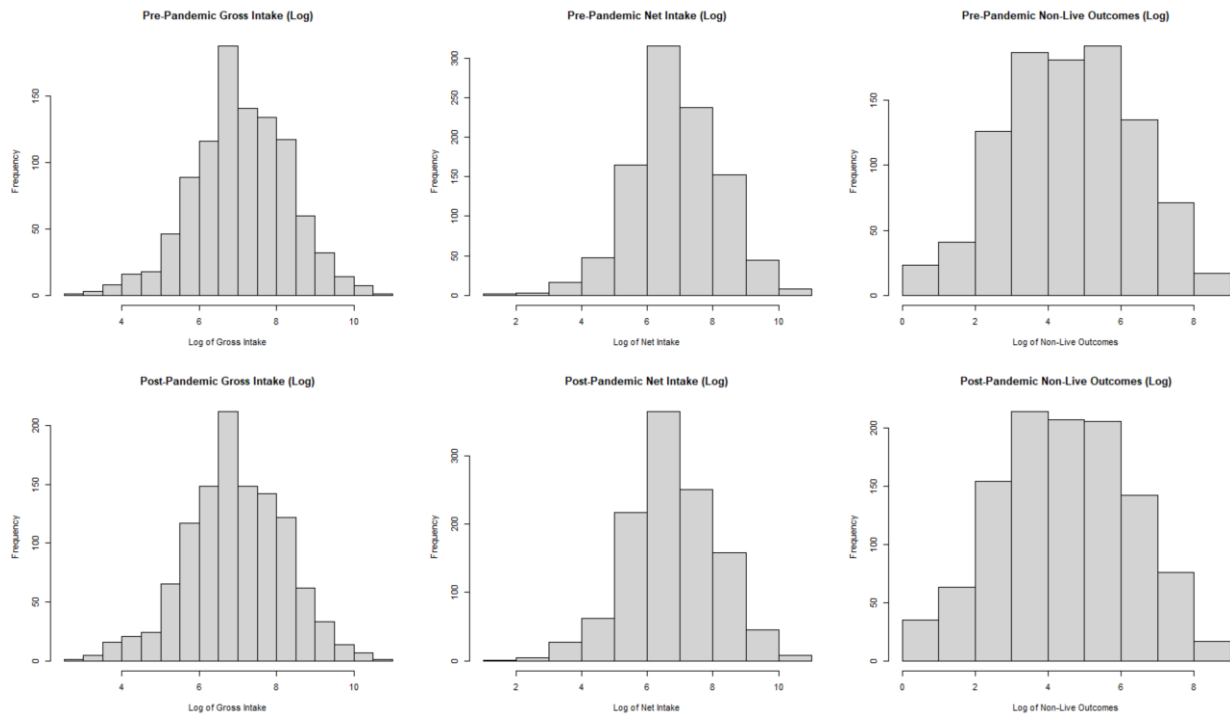 Pre-Pandemic Gross Intake (Log)
Frequency
0 50 100 150
4 6 8 10
Log of Gross Intake
Pre-Pandemic Net Intake (Log)
Frequency
0 50 100 150 200 250 300
2 4 6 8 10
Log of Net Intake
Pre-Pandemic Non-Live Outcomes (Log)
Frequency
0 50 100 150
0 2 4 6 8
Log of Non-Live Outcomes
Post-Pandemic Gross Intake (Log)
Frequency
0 50 100 150 200
4 6 8 10
Log of Gross Intake
Post-Pandemic Net Intake (Log)
Frequency
0 100 200 300
2 4 6 8 10
Log of Net Intake
Post-Pandemic Non-Live Outcomes (Log)
Frequency
0 50 100 150 200
0 2 4 6 8
Log of Non-Live Outcomes